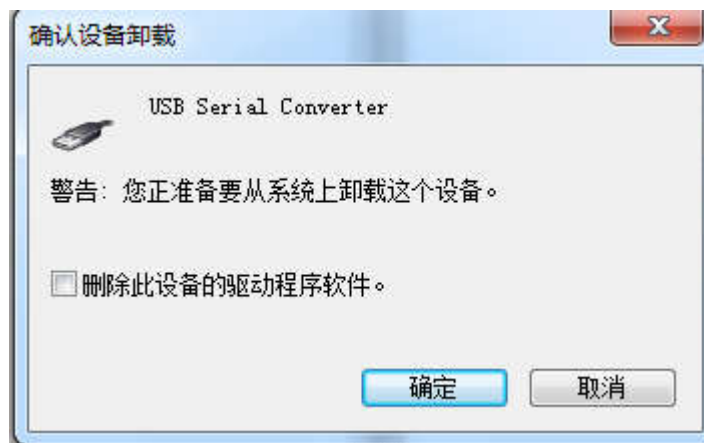 确认设备卸载
USB Serial Converter
警告：您正准备要从系统上卸载这个设备。
删除此设备的驱动程序软件。
确定
取消